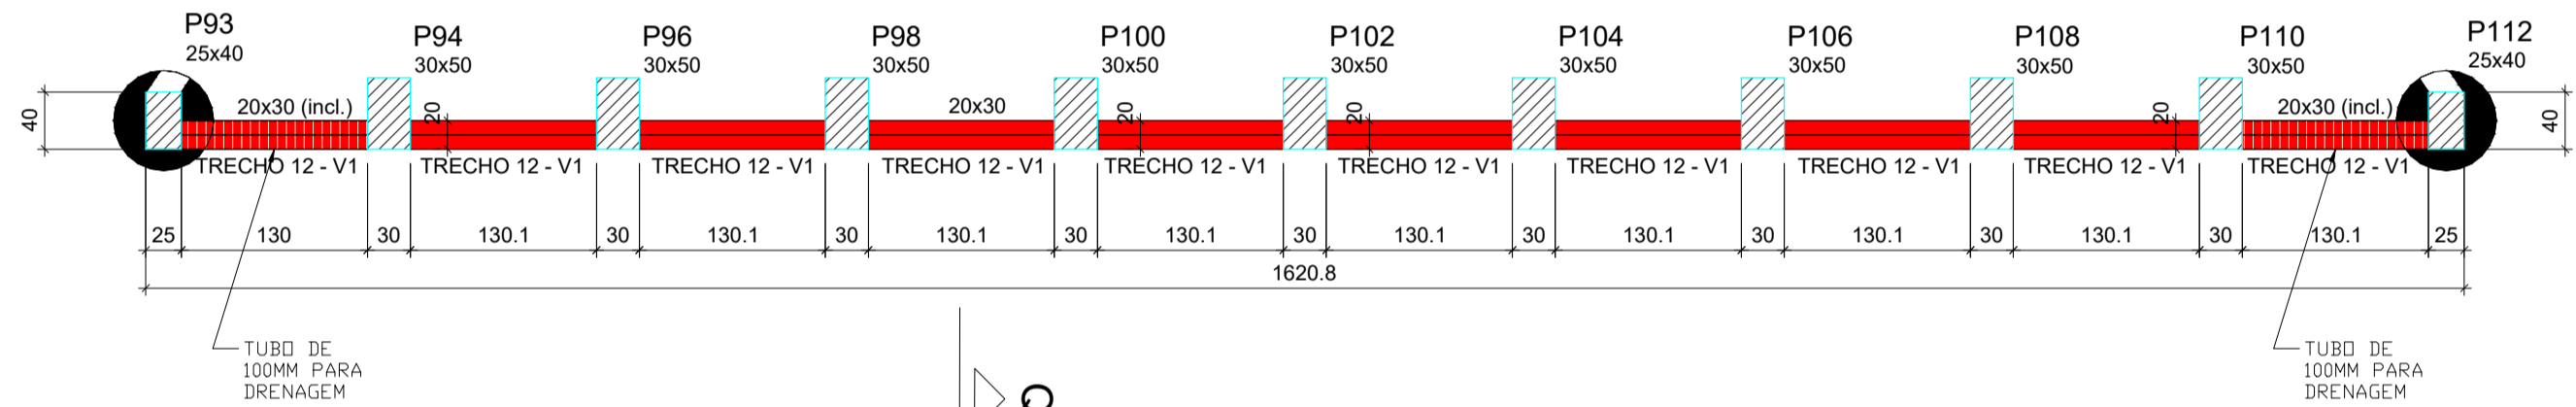 P93
25x40
P94
30x50
P96
30x50
P98
30x50
P100
30x50
P102
30x50
P104
30x50
P106
30x50
P108
30x50
P110
30x50
P112
25x40
40
20x30 (incl.)
20
20x30
20
20
20
20x30 (incl.)
40
TRECHO 12 - V1
TRECHO 12 - V1
TRECHO 12 - V1
TRECHO 12 - V1
TRECHO 12 - V1
TRECHO 12 - V1
TRECHO 12 - V1
TRECHO 12 - V1
TRECHO 12 - V1
TRECHO 12 - V1
25
130
30
130.1
30
130.1
30
130.1
30
130.1
30
130.1
30
130.1
30
130.1
30
130.1
30
130.1
25
1620.8
TUBO DE
100MM PARA
DRENAGEM
TUBO DE
100MM PARA
DRENAGEM